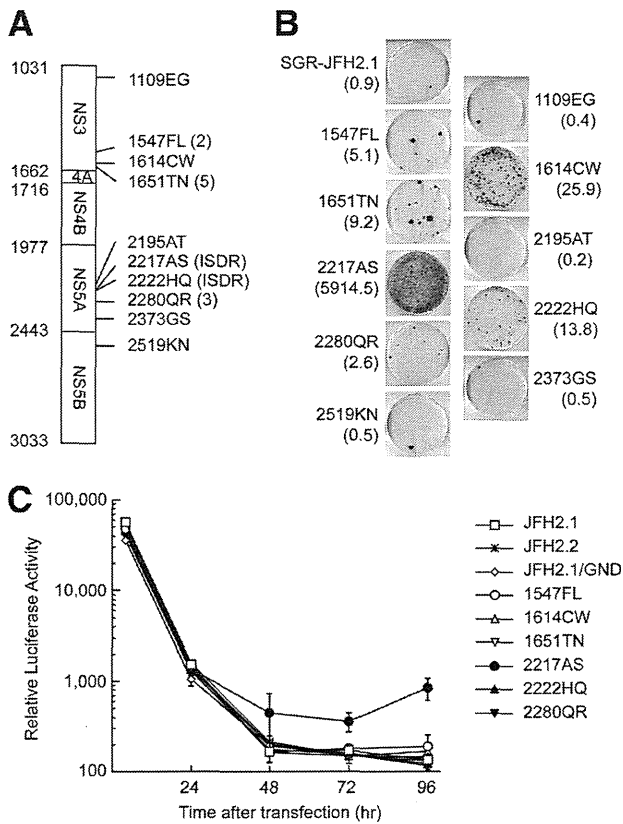 A
1031
1662
1716
1977
2443
3033
NS3
4A
NS4B
NS5A
NS5B
1109EG
1547FL (2)
1614CW
1651TN (5)
2195AT
2217AS (ISDR)
2222HQ (ISDR)
2280QR (3)
2373GS
2519KN
B
SGR-JFH2.1
(0.9)
1547FL
(5.1)
1651TN
(9.2)
2217AS
(5914.5)
2280QR
(2.6)
2519KN
(0.5)
1109EG
(0.4)
1614CW
(25.9)
2195AT
(0.2)
2222HQ
(13.8)
2373GS
(0.5)
C
Relative Luciferase Activity
100,000
10,000
1,000
100
24 48 72 96
Time after transfection (hr)
JFH2.1
JFH2.2
JFH2.1/GND
1547FL
1614CW
1651TN
2217AS
2222HQ
2280QR